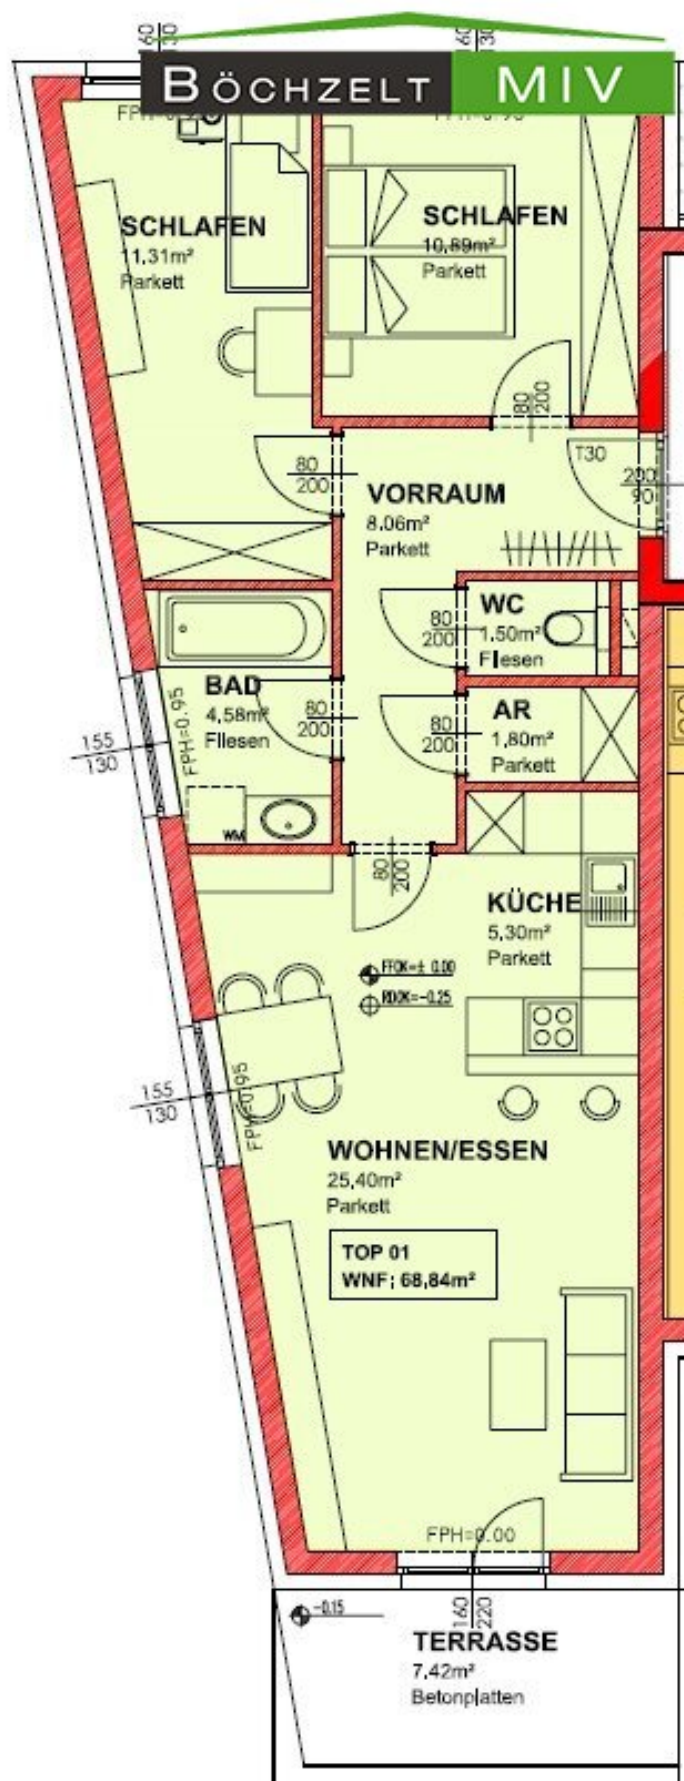 160
130
160
130
BÖCHZELT MIV
SCHLAFEN
11,31m²
Parkett
SCHLAFEN
10,89m²
Parkett
80
200
T30
200
90
80
200
VORRAUM
8.06m²
Parkett
WC
1.50m²
Fliesen
80
200
BAD
4,58m²
Fliesen
80
200
AR
1,80m²
Parkett
80
200
155
130
FPH=0.95
WM
80
200
KÜCHE
5,30m²
Parkett
FFOK=± 0.00
RDOK=-0.25
155
130
FPH=0.95
WOHNEN/ESSEN
25,40m²
Parkett
TOP 01
WNF: 68,84m²
FPH=0.00
160
220
-0.15
TERRASSE
7,42m²
Betonplatten